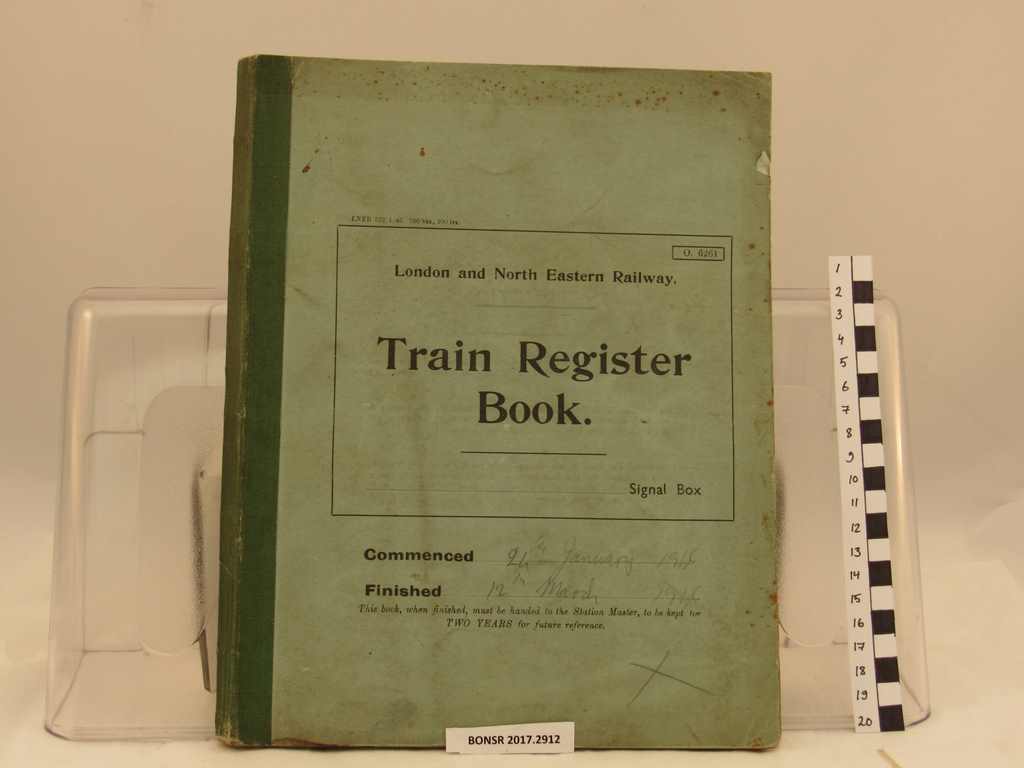 O. 6261
London and North Eastern Railway.
Train Register
Book.
Signal Box
Commenced 24th January
Finished 12th March
This book, when finished, must be handed to the Station Master, to be kept for
TWO YEARS for future reference.
BONSR 2017.2912
1
2
3
4
5
6
7
8
9
10
11
12
13
14
15
16
17
18
19
20